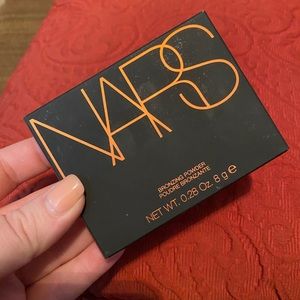 NARS
BRONZING POWDER
POUDRE BRONZANTE
NET WT. 0.28 Oz. 8 g ℮